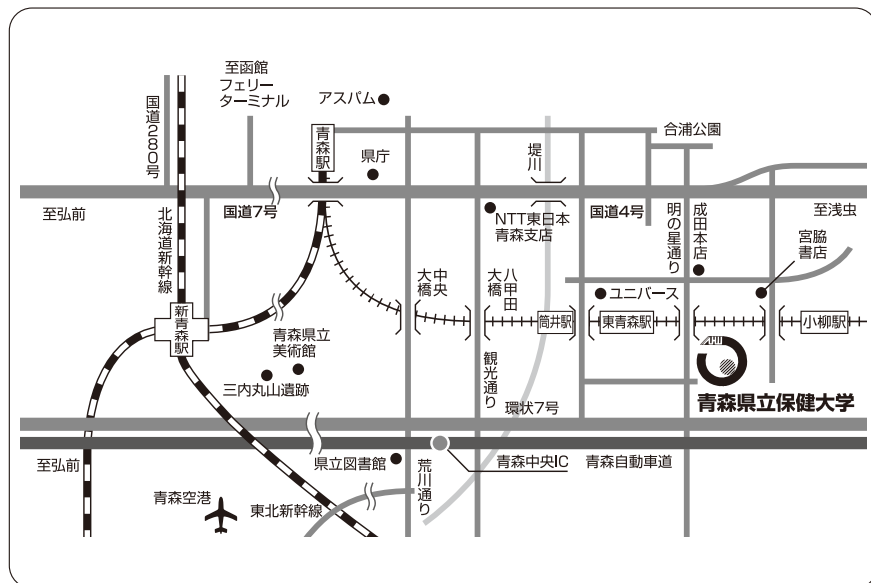 至函館
フェリー
ターミナル
アスパム
国道280号
青森駅
県庁
堤川
合浦公園
至弘前
国道7号
NTT東日本
青森支店
国道4号
明の星通り
成田本店
至浅虫
宮脇
書店
北海道新幹線
中央
大橋
八甲田
大橋
ユニバース
新青森駅
筒井駅
東青森駅
小柳駅
青森県立
美術館
三内丸山遺跡
観光通り
環状7号
青森県立保健大学
至弘前
県立図書館
荒川通り
青森中央IC
青森自動車道
青森空港
東北新幹線